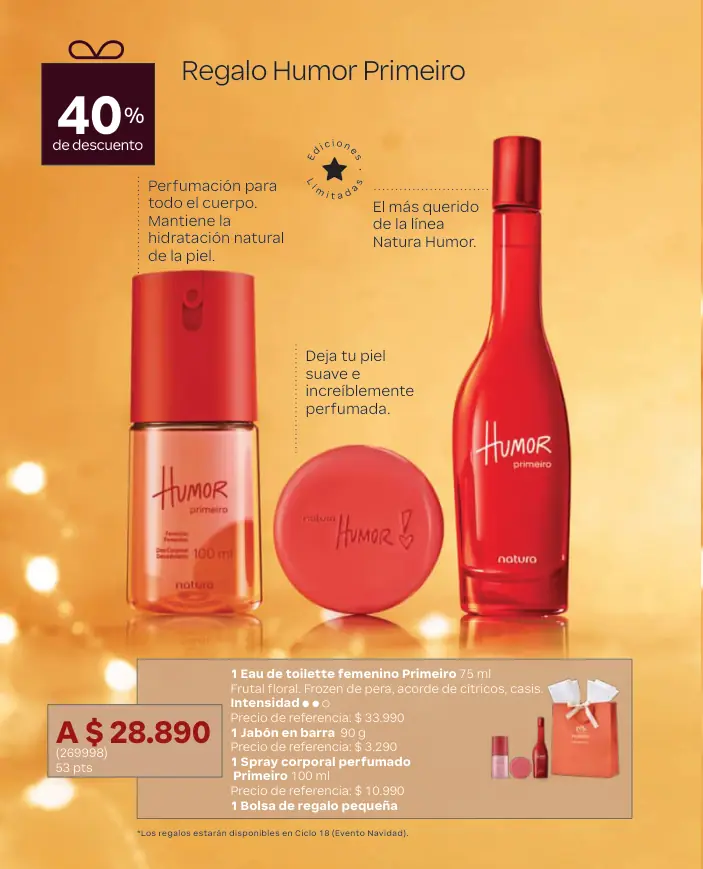 Regalo Humor Primeiro
40%
de descuento
Ediciones Limitadas
Perfumación para
todo el cuerpo.
Mantiene la
hidratación natural
de la piel.
El más querido
de la línea
Natura Humor.
Deja tu piel
suave e
increíblemente
perfumada.
HUMOR
primeiro
100 ml
natura
natura HUMOR!
HUMOR
primeiro
natura
1 Eau de toilette femenino Primeiro 75 ml
Frutal floral. Frozen de pera, acorde de cítricos, casis.
Intensidad ●●○
Precio de referencia: $ 33.990
1 Jabón en barra 90 g
Precio de referencia: $ 3.290
1 Spray corporal perfumado
Primeiro 100 ml
Precio de referencia: $ 10.990
1 Bolsa de regalo pequeña
A $ 28.890
(269998)
53 pts
*Los regalos estarán disponibles en Ciclo 18 (Evento Navidad).